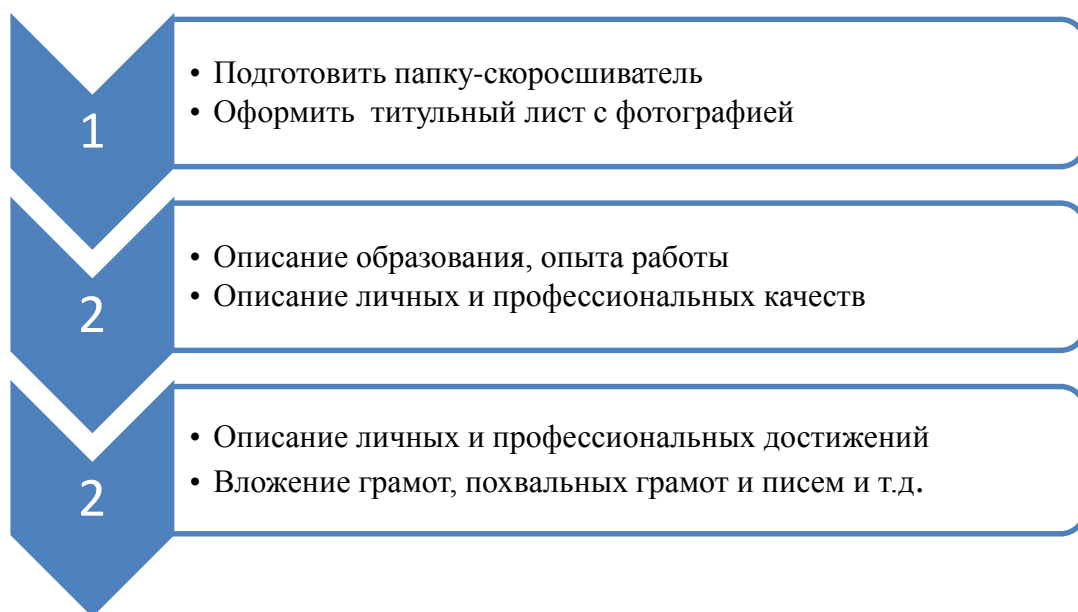 1
• Подготовить папку-скоросшиватель
• Оформить титульный лист с фотографией
2
• Описание образования, опыта работы
• Описание личных и профессиональных качеств
2
• Описание личных и профессиональных достижений
• Вложение грамот, похвальных грамот и писем и т.д.